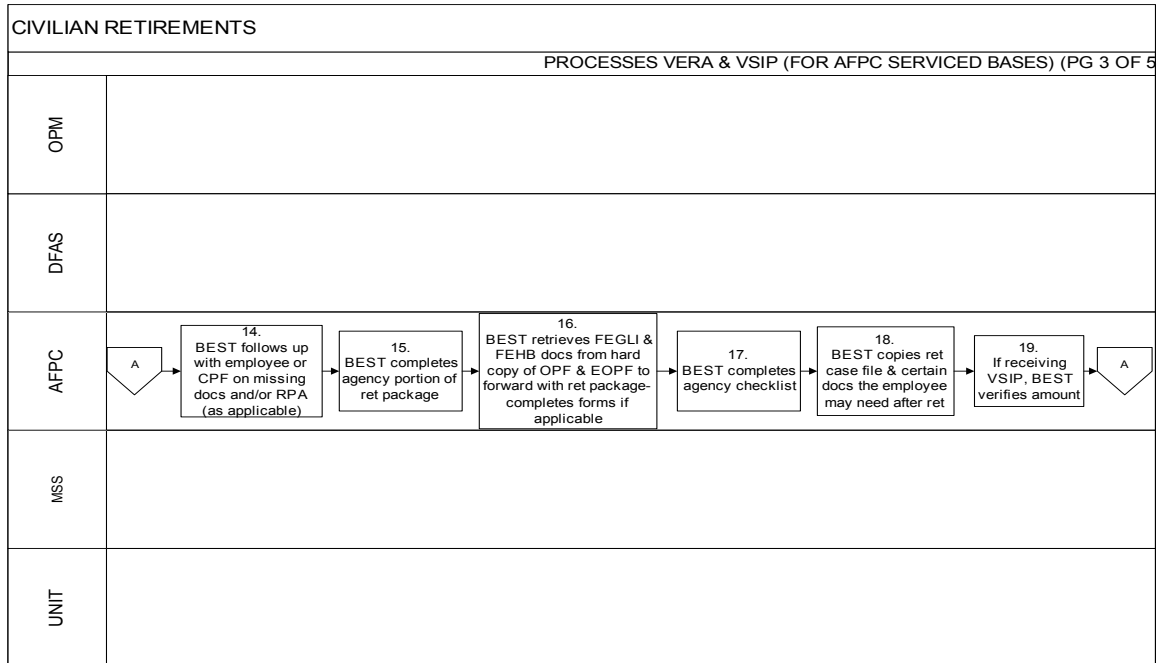 CIVILIAN RETIREMENTS
PROCESSES VERA & VSIP (FOR AFPC SERVICED BASES) (PG 3 OF 5
OPM
DFAS
AFPC
A
14.
BEST follows up
with employee or
CPF on missing
docs and/or RPA
(as applicable)
15.
BEST completes
agency portion of
ret package
16.
BEST retrieves FEGLI &
FEHB docs from hard
copy of OPF & EOPF to
forward with ret package-
completes forms if
applicable
17.
BEST completes
agency checklist
18.
BEST copies ret
case file & certain
docs the employee
may need after ret
19.
If receiving
VSIP, BEST
verifies amount
A
MSS
UNIT